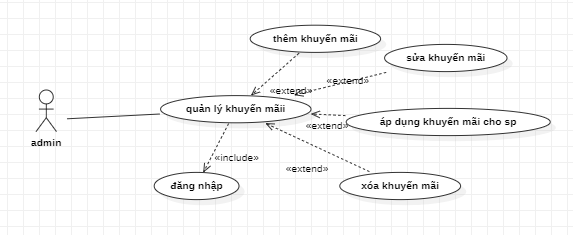 thêm khuyến mãi
sửa khuyến mãi
«extend»
«extend»
quản lý khuyến mãii
áp dụng khuyến mãi cho sp
«extend»
admin
«include»
«extend»
đăng nhập
xóa khuyến mãi